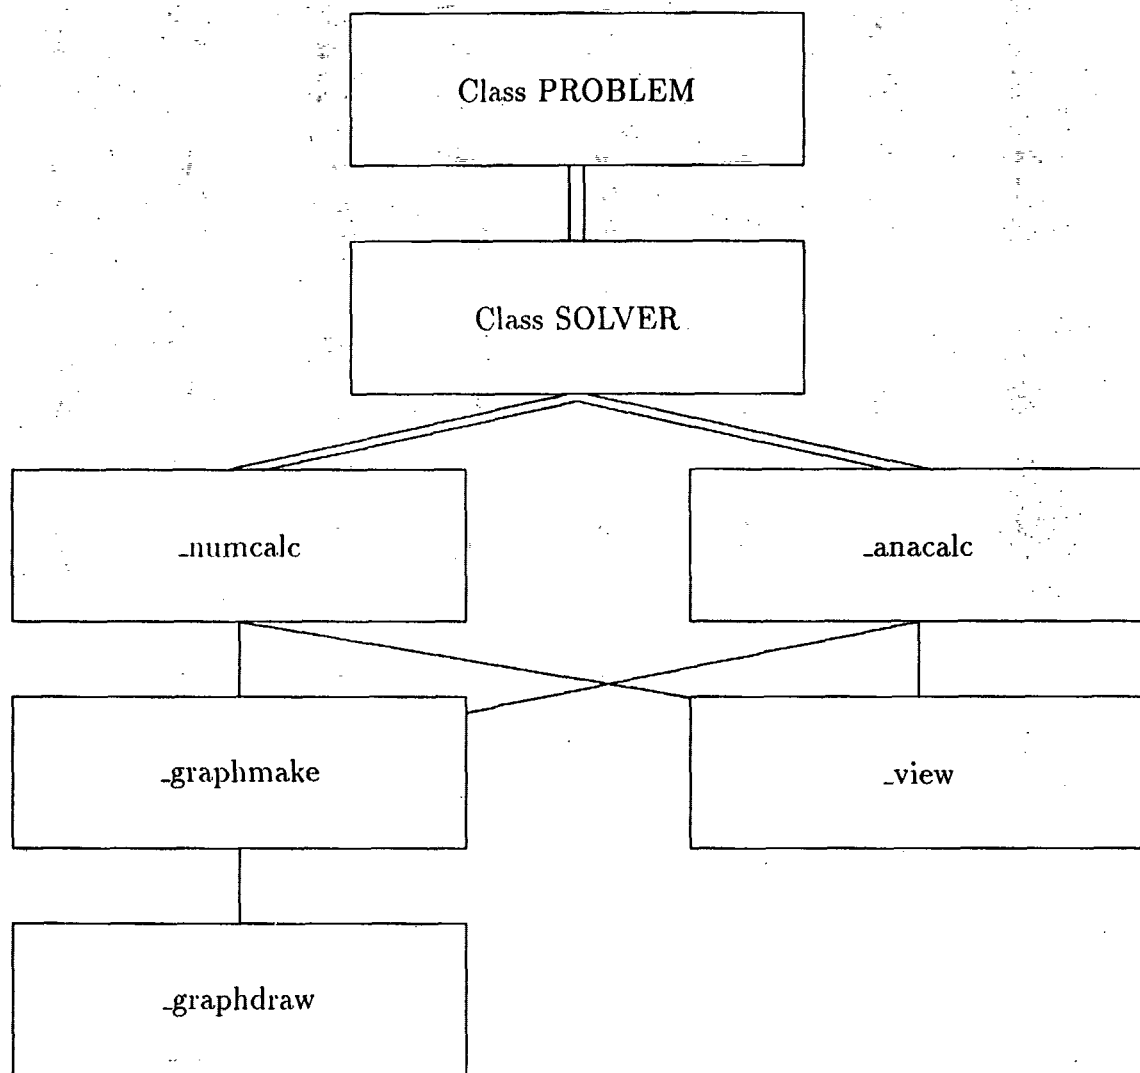 Class PROBLEM
Class SOLVER
_numcalc
_anacalc
_graphmake
_view
_graphdraw